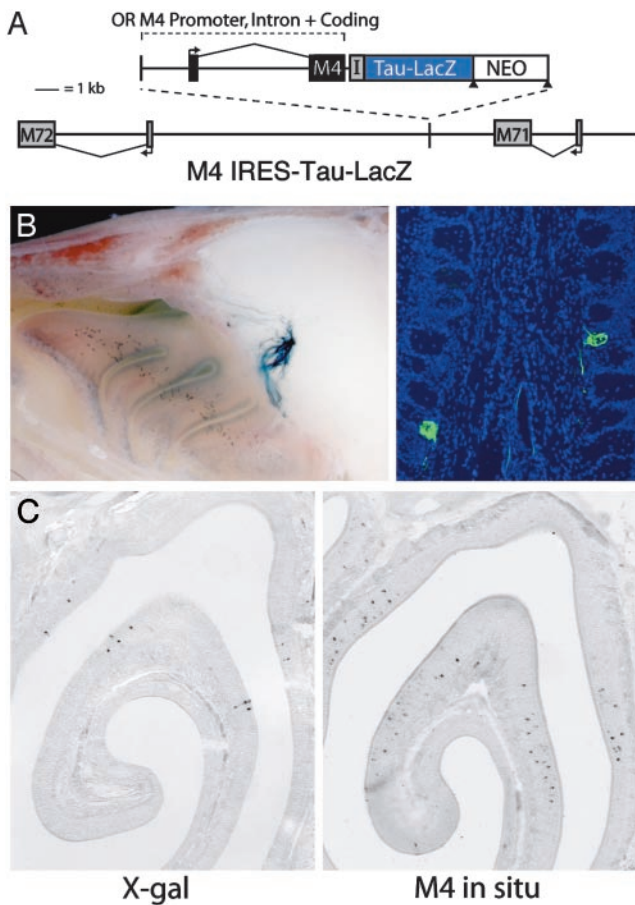 A
OR M4 Promoter, Intron + Coding
M4 I Tau-LacZ NEO
= 1 kb
M72 M71
M4 IRES-Tau-LacZ
B
C
X-gal M4 in situ